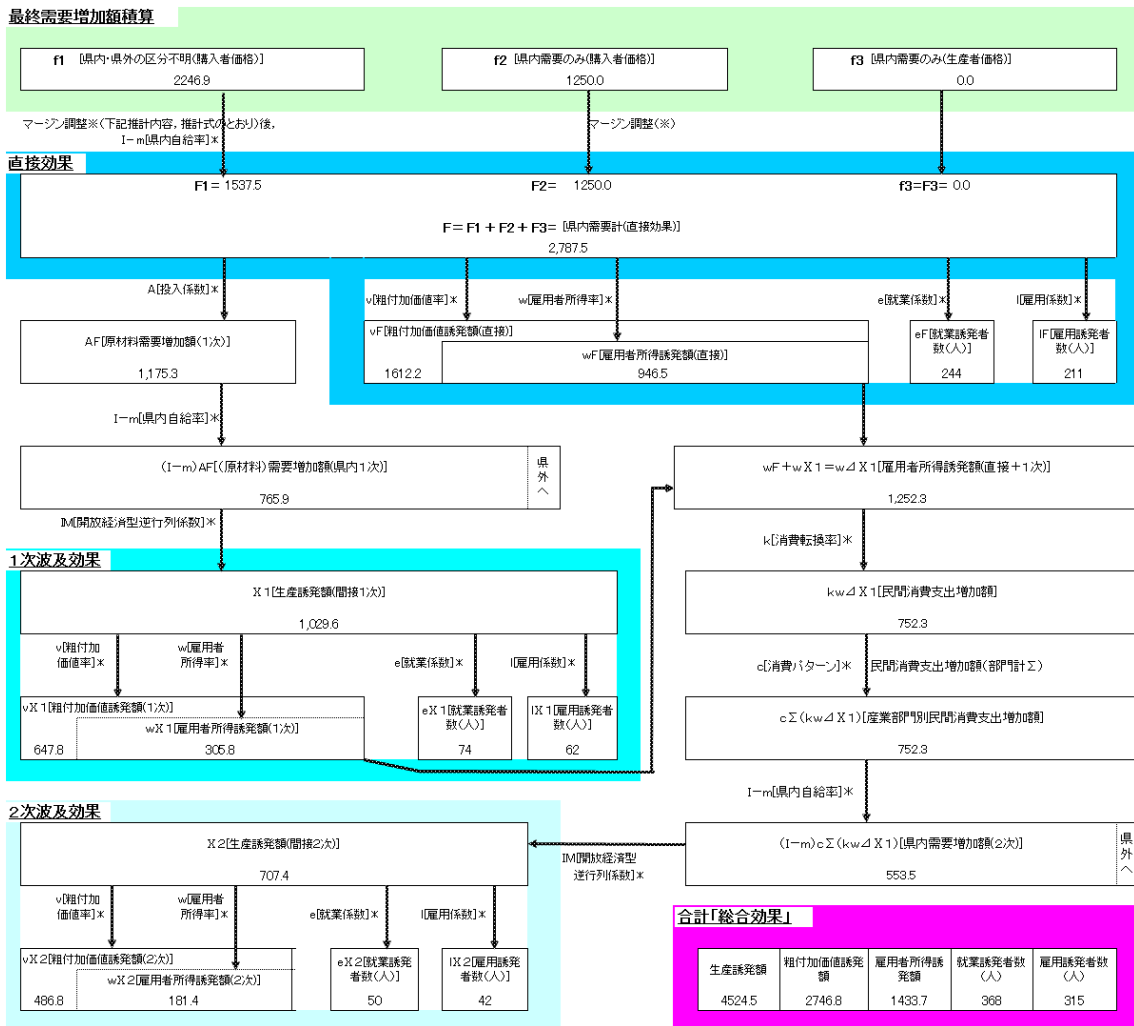 最終需要増加額積算
f1 [県内・県外の区分不明(購入者価格)]
2246.9
f2 [県内需要のみ(購入者価格)]
1250.0
f3 [県内需要のみ(生産者価格)]
0.0
マージン調整※(下記推計内容,推計式のとおり)後,
I－m[県内自給率]＊
マージン調整(※)
直接効果
F1= 1537.5
F2= 1250.0
f3=F3= 0.0
F=F1+F2+F3= [県内需要計(直接効果)]
2,787.5
A[投入係数]＊
v[粗付加価値率]＊
w[雇用者所得率]＊
e[就業係数]＊
l[雇用係数]＊
AF[原材料需要増加額(1次)]
1,175.3
vF[粗付加価値誘発額(直接)]
1612.2
wF[雇用者所得誘発額(直接)]
946.5
eF[就業誘発者
数(人)]
244
lF[雇用誘発者
数(人)]
211
I－m[県内自給率]＊
(I－m)AF[(原材料)需要増加額(県内1次)]
765.9
県
外
へ
wF+wX1=w⊿X1[雇用者所得誘発額(直接+1次)]
1,252.3
IM[開放経済型逆行列係数]＊
k[消費転換率]＊
1次波及効果
X1[生産誘発額(間接1次)]
1,029.6
kw⊿X1[民間消費支出増加額]
752.3
v[粗付加
価値率]＊
w[雇用者
所得率]＊
e[就業係数]＊
l[雇用係数]＊
c[消費パターン]＊
民間消費支出増加額(部門計Σ)
vX1[粗付加価値誘発額(1次)]
647.8
wX1[雇用者所得誘発額(1次)]
305.8
eX1[就業誘発者
数(人)]
74
lX1[雇用誘発者
数(人)]
62
cΣ(kw⊿X1)[産業部門別民間消費支出増加額]
752.3
I－m[県内自給率]＊
2次波及効果
X2[生産誘発額(間接2次)]
707.4
IM[開放経済型
逆行列係数]＊
(I－m)cΣ(kw⊿X1)[県内需要増加額(2次)]
553.5
県
外
へ
v[粗付加
価値率]＊
w[雇用者
所得率]＊
e[就業係数]＊
l[雇用係数]＊
vX2[粗付加価値誘発額(2次)]
486.8
wX2[雇用者所得誘発額(2次)]
181.4
eX2[就業誘発
者数(人)]
50
lX2[雇用誘発
者数(人)]
42
合計「総合効果」
生産誘発額
粗付加価値誘発
額
雇用者所得誘
発額
就業誘発者数
(人)
雇用誘発者数
(人)
4524.5
2746.8
1433.7
368
315